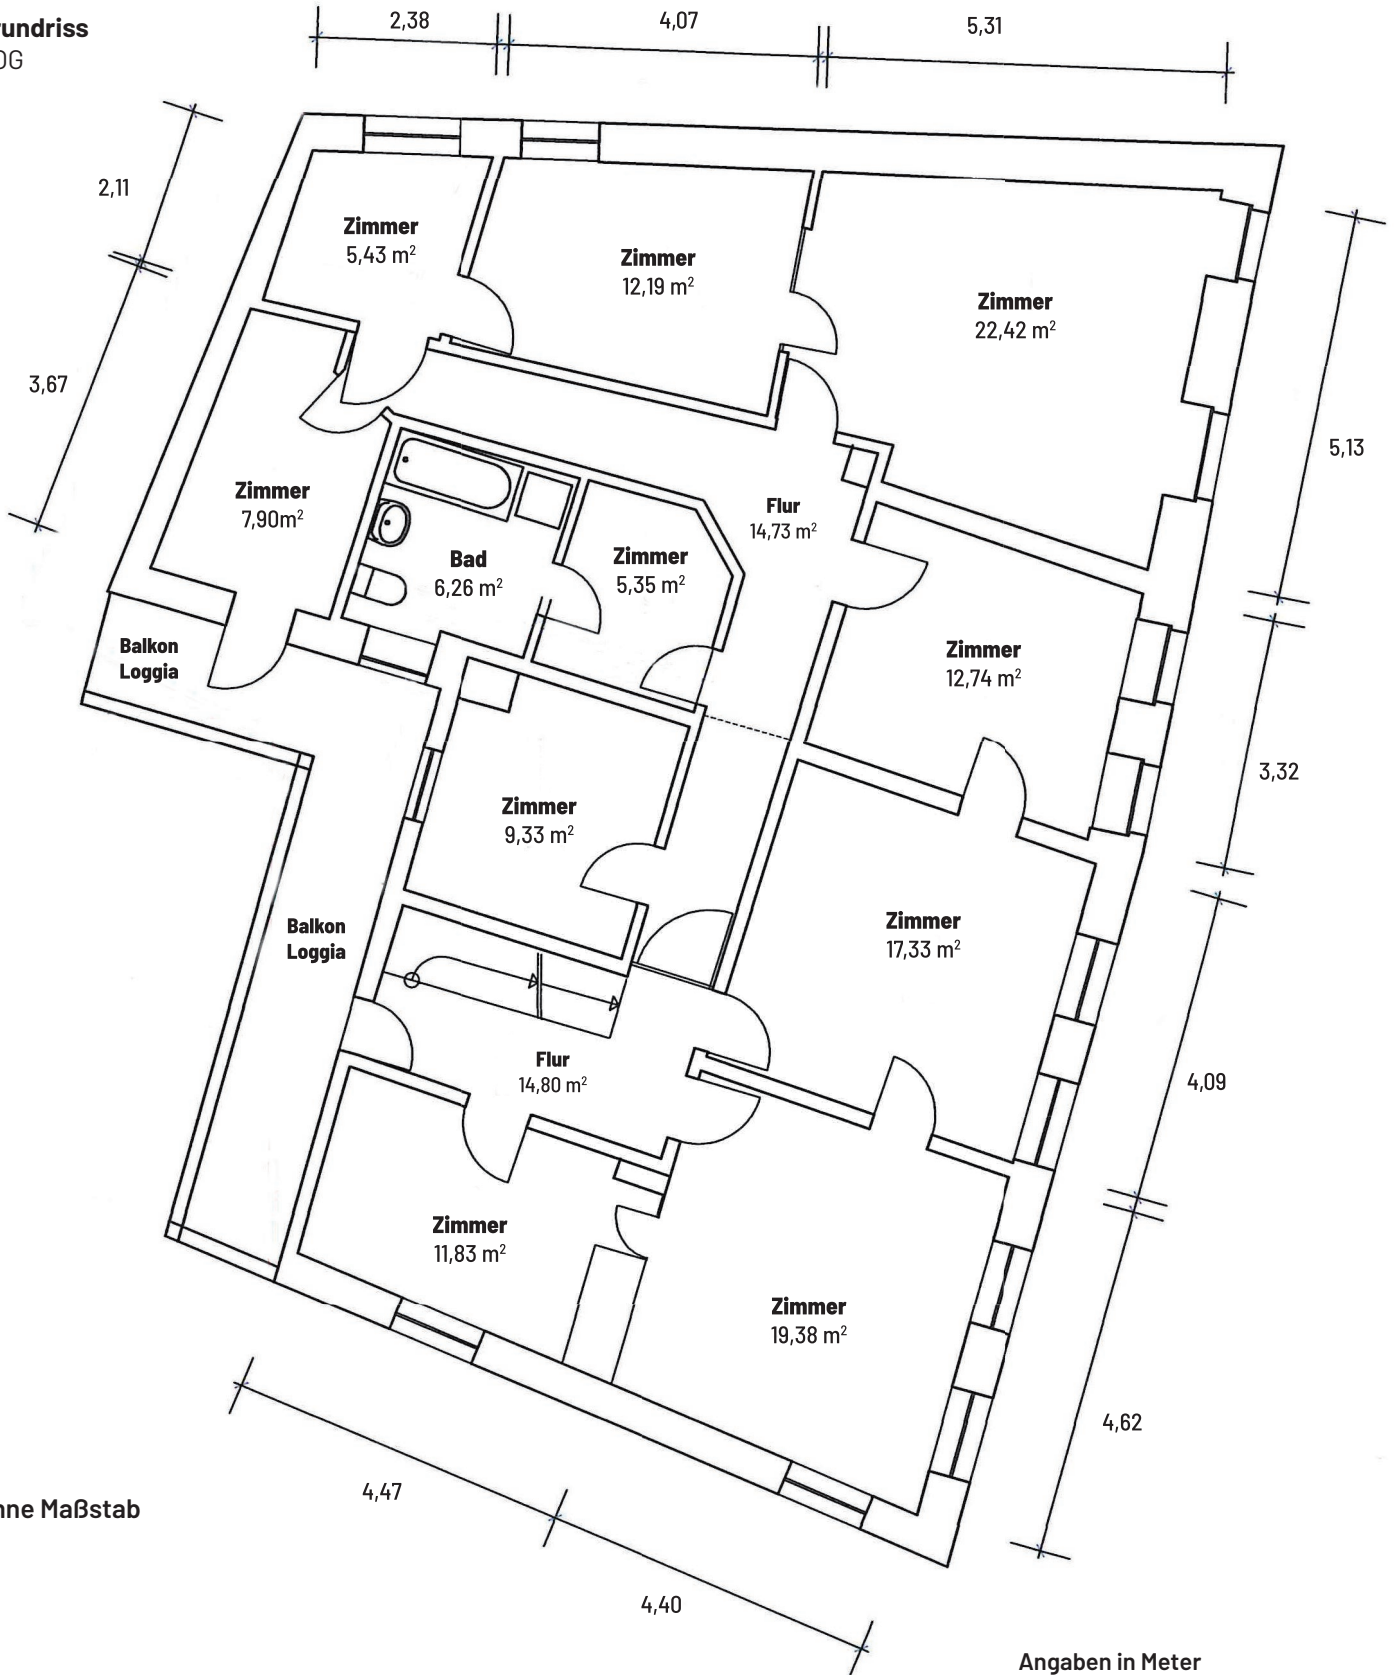 undriss
OG
2,38
4,07
5,31
2,11
3,67
Zimmer
5,43 m²
Zimmer
12,19 m²
Zimmer
22,42 m²
5,13
Zimmer
7,90m²
Bad
6,26 m²
Zimmer
5,35 m²
Flur
14,73 m²
Balkon
Loggia
Zimmer
12,74 m²
3,32
Zimmer
9,33 m²
Balkon
Loggia
Zimmer
17,33 m²
Flur
14,80 m²
4,09
Zimmer
11,83 m²
Zimmer
19,38 m²
4,62
4,47
4,40
nne Maßstab
Angaben in Meter